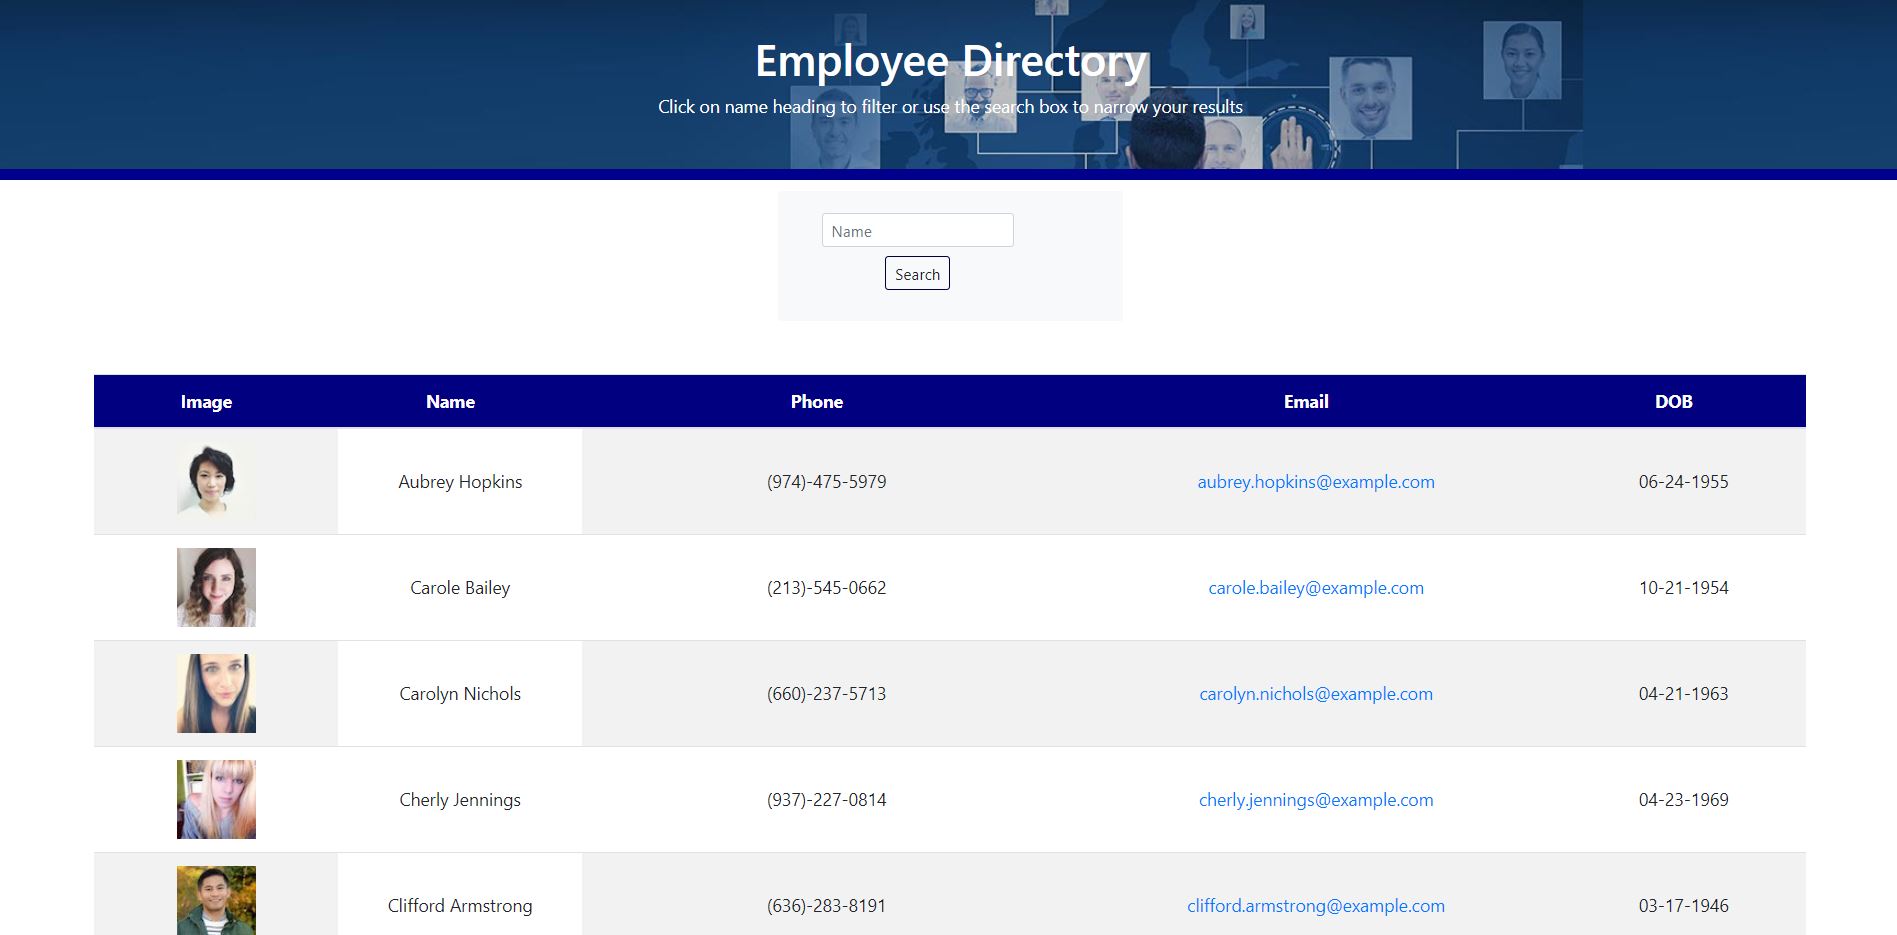 Employee Directory
Click on name heading to filter or use the search box to narrow your results
Name
Search
Image Name Phone Email DOB
Aubrey Hopkins (974)-475-5979 aubrey.hopkins@example.com 06-24-1955
Carole Bailey (213)-545-0662 carole.bailey@example.com 10-21-1954
Carolyn Nichols (660)-237-5713 carolyn.nichols@example.com 04-21-1963
Cherly Jennings (937)-227-0814 cherly.jennings@example.com 04-23-1969
Clifford Armstrong (636)-283-8191 clifford.armstrong@example.com 03-17-1946